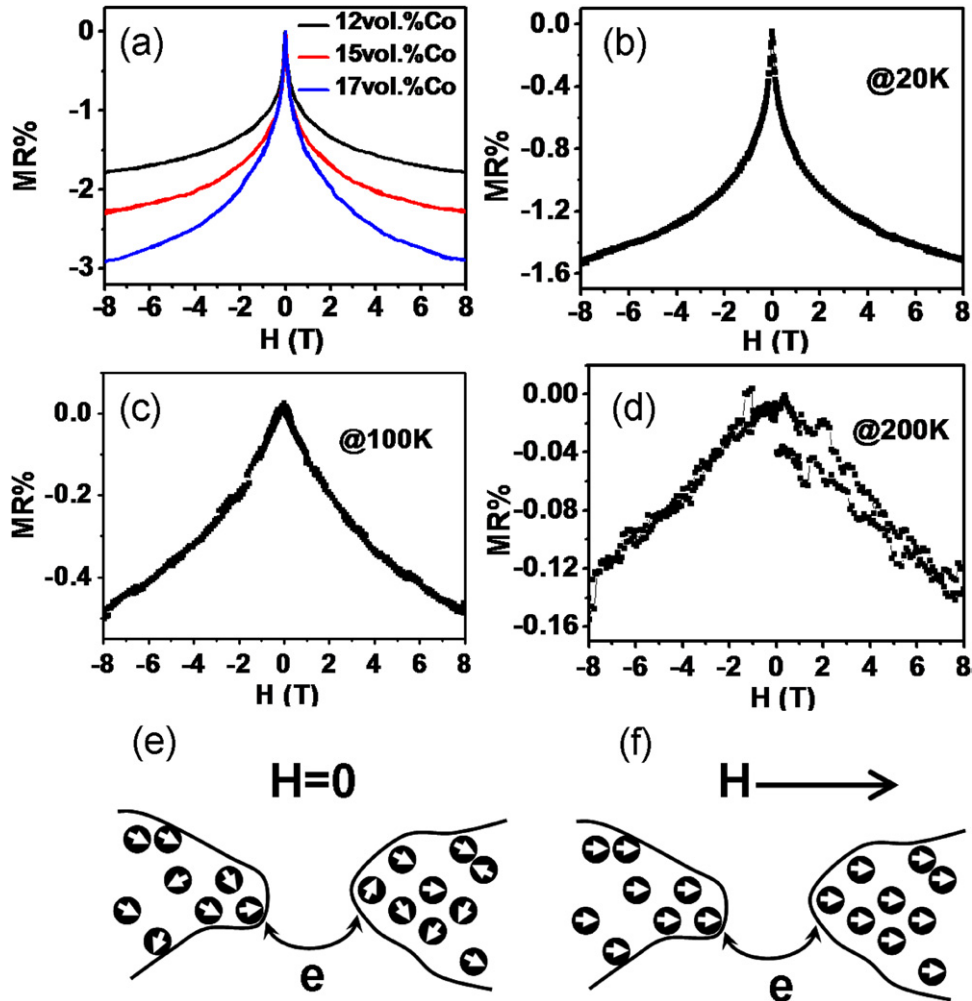 (a)
12vol.%Co
15vol.%Co
17vol.%Co
MR%
0
-1
-2
-3
-8 -6 -4 -2 0 2 4 6 8
H (T)
(b)
@20K
MR%
0.0
-0.4
-0.8
-1.2
-1.6
-8 -6 -4 -2 0 2 4 6 8
H (T)
(c)
@100K
MR%
0.0
-0.2
-0.4
-8 -6 -4 -2 0 2 4 6 8
H (T)
(d)
@200K
MR%
0.00
-0.04
-0.08
-0.12
-0.16
-8 -6 -4 -2 0 2 4 6 8
H (T)
(e)
H=0
e
(f)
H
e